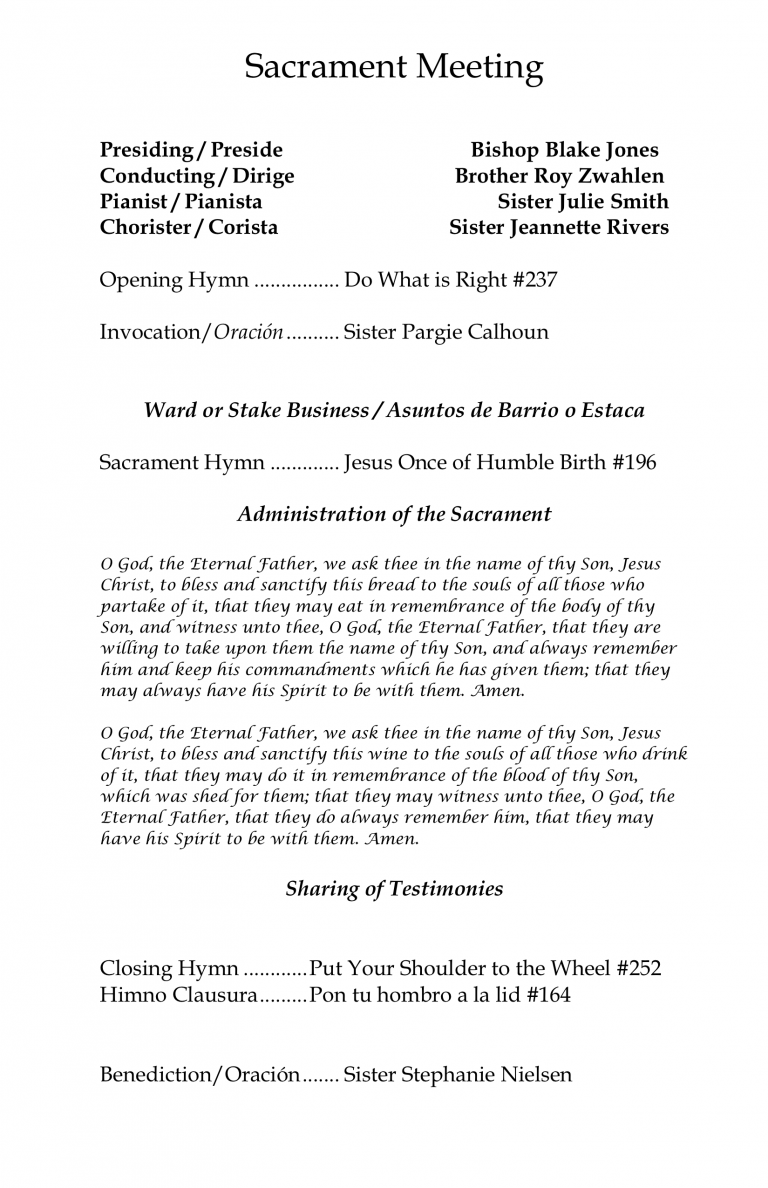 Sacrament Meeting
Presiding / Preside Bishop Blake Jones
Conducting / Dirige Brother Roy Zwahlen
Pianist / Pianista Sister Julie Smith
Chorister / Corista Sister Jeannette Rivers
Opening Hymn ................ Do What is Right #237
Invocation/Oración .......... Sister Pargie Calhoun
Ward or Stake Business / Asuntos de Barrio o Estaca
Sacrament Hymn ............. Jesus Once of Humble Birth #196
Administration of the Sacrament
O God, the Eternal Father, we ask thee in the name of thy Son, Jesus
Christ, to bless and sanctify this bread to the souls of all those who
partake of it, that they may eat in remembrance of the body of thy
Son, and witness unto thee, O God, the Eternal Father, that they are
willing to take upon them the name of thy Son, and always remember
him and keep his commandments which he has given them; that they
may always have his Spirit to be with them. Amen.
O God, the Eternal Father, we ask thee in the name of thy Son, Jesus
Christ, to bless and sanctify this wine to the souls of all those who drink
of it, that they may do it in remembrance of the blood of thy Son,
which was shed for them; that they may witness unto thee, O God, the
Eternal Father, that they do always remember him, that they may
have his Spirit to be with them. Amen.
Sharing of Testimonies
Closing Hymn ............Put Your Shoulder to the Wheel #252
Himno Clausura.........Pon tu hombro a la lid #164
Benediction/Oración....... Sister Stephanie Nielsen